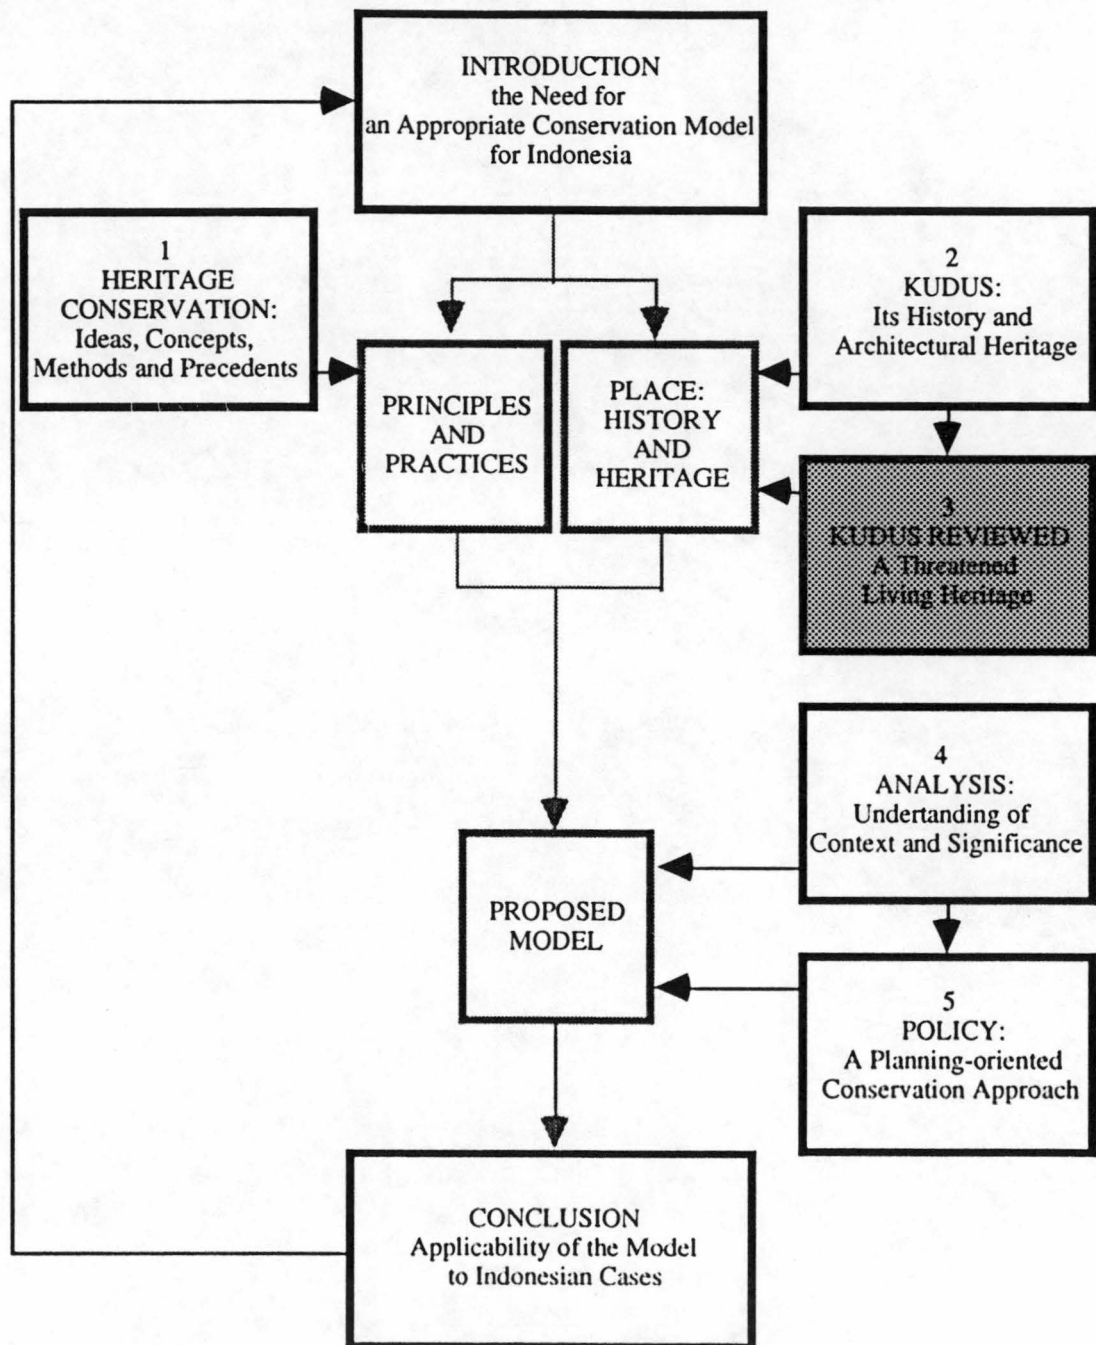 INTRODUCTION
the Need for
an Appropriate Conservation Model
for Indonesia
1
HERITAGE
CONSERVATION:
Ideas, Concepts,
Methods and Precedents
PRINCIPLES
AND
PRACTICES
PLACE:
HISTORY
AND
HERITAGE
2
KUDUS:
Its History and
Architectural Heritage
3
KUDUS REVIEWED
A Threatened
Living Heritage
4
ANALYSIS:
Undertanding of
Context and Significance
PROPOSED
MODEL
5
POLICY:
A Planning-oriented
Conservation Approach
CONCLUSION
Applicability of the Model
to Indonesian Cases